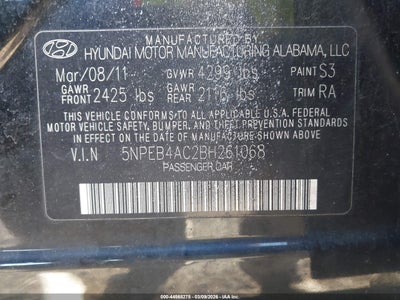 MANUFACTURED BY
HYUNDAI MOTOR MANUFACTURING ALABAMA, LLC
Mar/08/11 GVWR 4299 lbs PAINT S3
GAWR FRONT 2425 lbs GAWR REAR 2116 lbs TRIM RA
THIS VEHICLE CONFORMS TO ALL APPLICABLE U.S.A FEDERAL
MOTOR VEHICLE SAFETY, BUMPER, AND THEFT PREVENTION STANDARDS
IN EFFECT ON THE DATE OF MANUFACTURE SHOWN ABOVE.
V.I.N 5NPEB4AC2BH261068
PASSENGER CAR